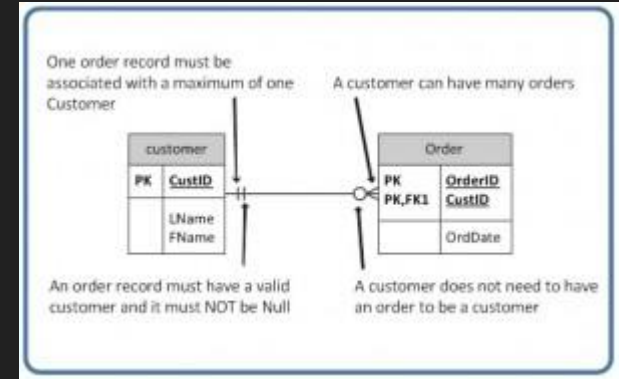 One order record must be
associated with a maximum of one
Customer
A customer can have many orders
customer
PK CustID
LName
FName
Order
PK OrderID
PK,FK1 CustID
OrdDate
An order record must have a valid
customer and it must NOT be Null
A customer does not need to have
an order to be a customer